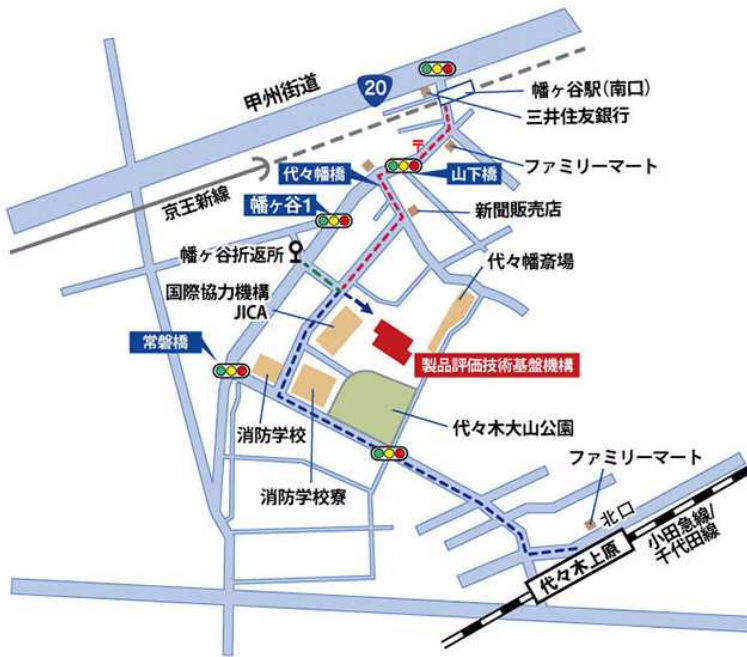 甲州街道
20
幡ヶ谷駅(南口)
三井住友銀行
〒
ファミリーマート
代々幡橋
山下橋
京王新線
幡ヶ谷1
新聞販売店
幡ヶ谷折返所
代々幡斎場
国際協力機構
JICA
常磐橋
製品評価技術基盤機構
消防学校
代々木大山公園
消防学校寮
ファミリーマート
北口
小田急線/
千代田線
代々木上原